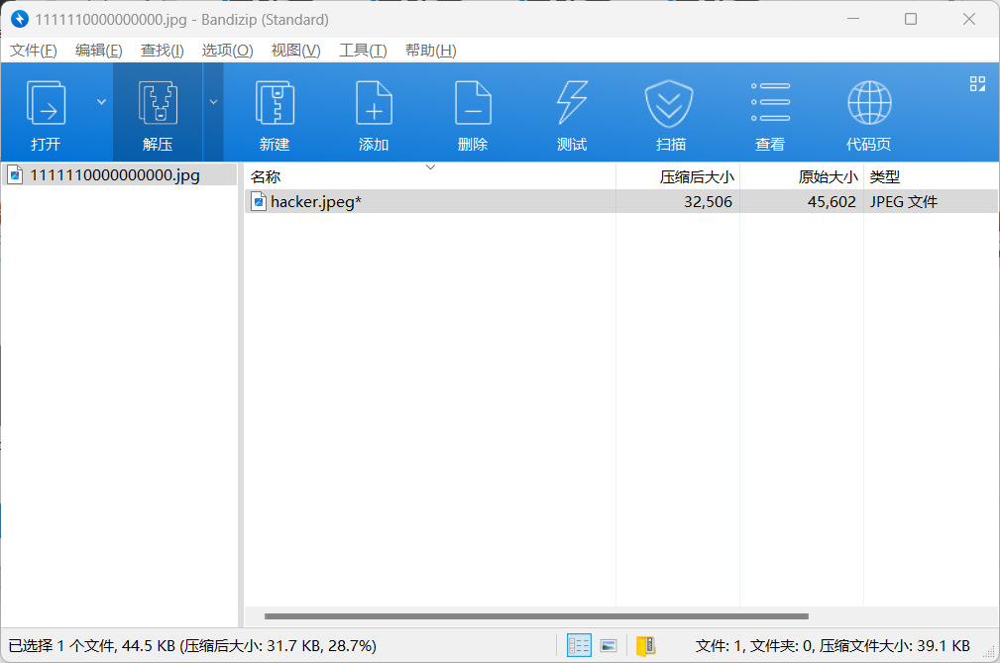 1111110000000000.jpg - Bandizip (Standard)
文件(F) 编辑(E) 查找(I) 选项(O) 视图(V) 工具(T) 帮助(H)
打开 解压 新建 添加 删除 测试 扫描 查看 代码页
1111110000000000.jpg
名称 压缩后大小 原始大小 类型
hacker.jpeg* 32,506 45,602 JPEG 文件
已选择 1 个文件, 44.5 KB (压缩后大小: 31.7 KB, 28.7%) 文件: 1, 文件夹: 0, 压缩文件大小: 39.1 KB